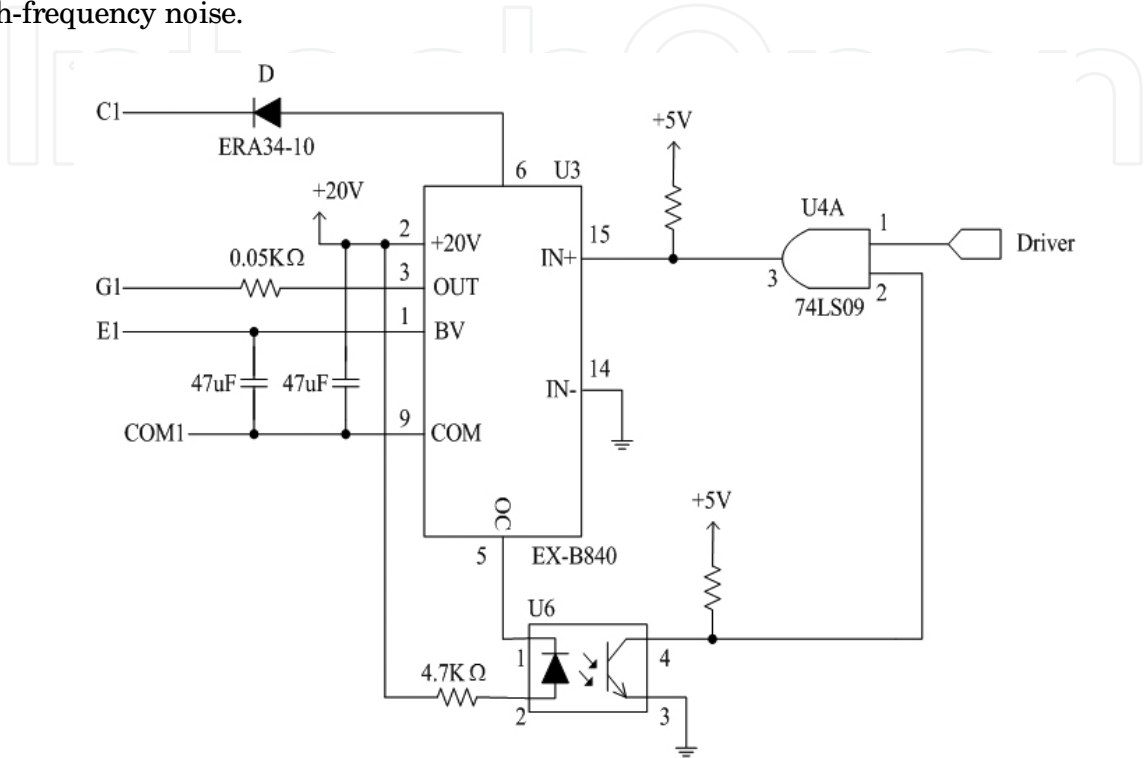 h-frequency noise.
D
C1
ERA34-10
+5V
6 U3
+20V
U4A
2
+20V
15
1
0.05KΩ
IN+
Driver
G1
3
OUT
3
2
74LS09
E1
1
BV
14
47uF
47uF
IN-
COM1
9
COM
OC
+5V
5
EX-B840
U6
4.7KΩ
1
4
2
3